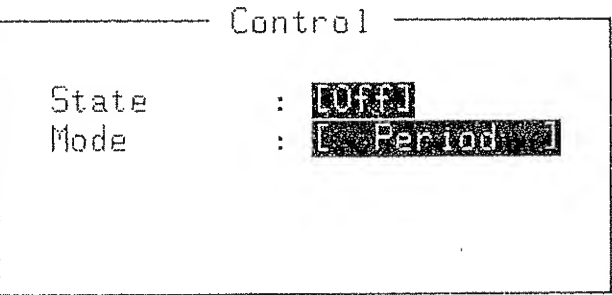 Control
State : [Off]
Mode : [ Period ]